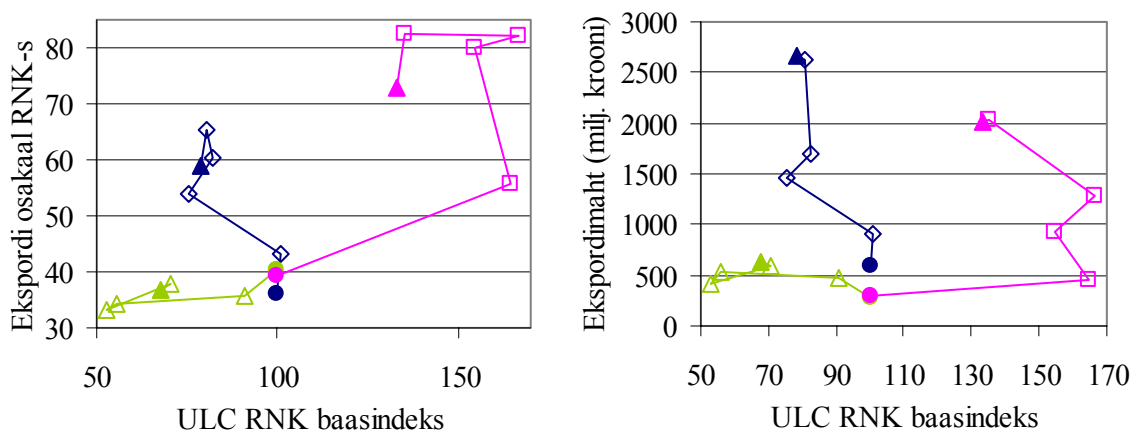 Ekspordi osakaal RNK-s
80
70
60
50
40
30
50 100 150
ULC RNK baasindeks
Ekspordimaht (milj. krooni)
3000
2500
2000
1500
1000
500
0
50 70 90 110 130 150 170
ULC RNK baasindeks